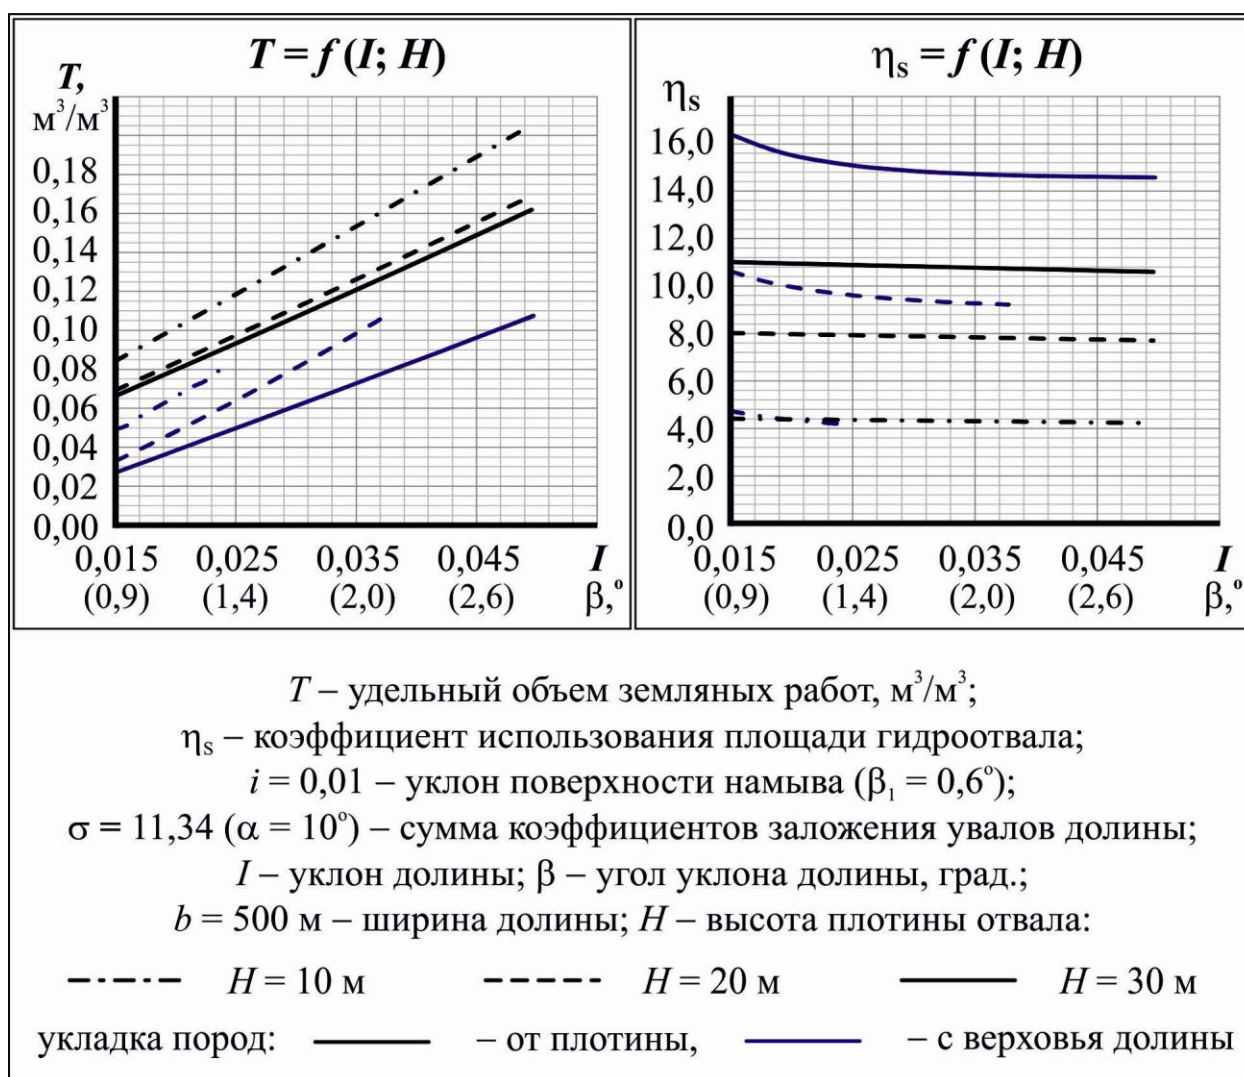 T = f (I; H)
T,
м³/м³
0,18
0,16
0,14
0,12
0,10
0,08
0,06
0,04
0,02
0,00
0,015 0,025 0,035 0,045 I
(0,9) (1,4) (2,0) (2,6) β,°
ηs = f (I; H)
ηs
16,0
14,0
12,0
10,0
8,0
6,0
4,0
2,0
0,0
0,015 0,025 0,035 0,045 I
(0,9) (1,4) (2,0) (2,6) β,°
T – удельный объем земляных работ, м³/м³;
ηs – коэффициент использования площади гидроотвала;
i = 0,01 – уклон поверхности намыва (β₁ = 0,6°);
σ = 11,34 (α = 10°) – сумма коэффициентов заложения увалов долины;
I – уклон долины; β – угол уклона долины, град.;
b = 500 м – ширина долины; H – высота плотины отвала:
H = 10 м H = 20 м H = 30 м
укладка пород: – от плотины, – с верховья долины